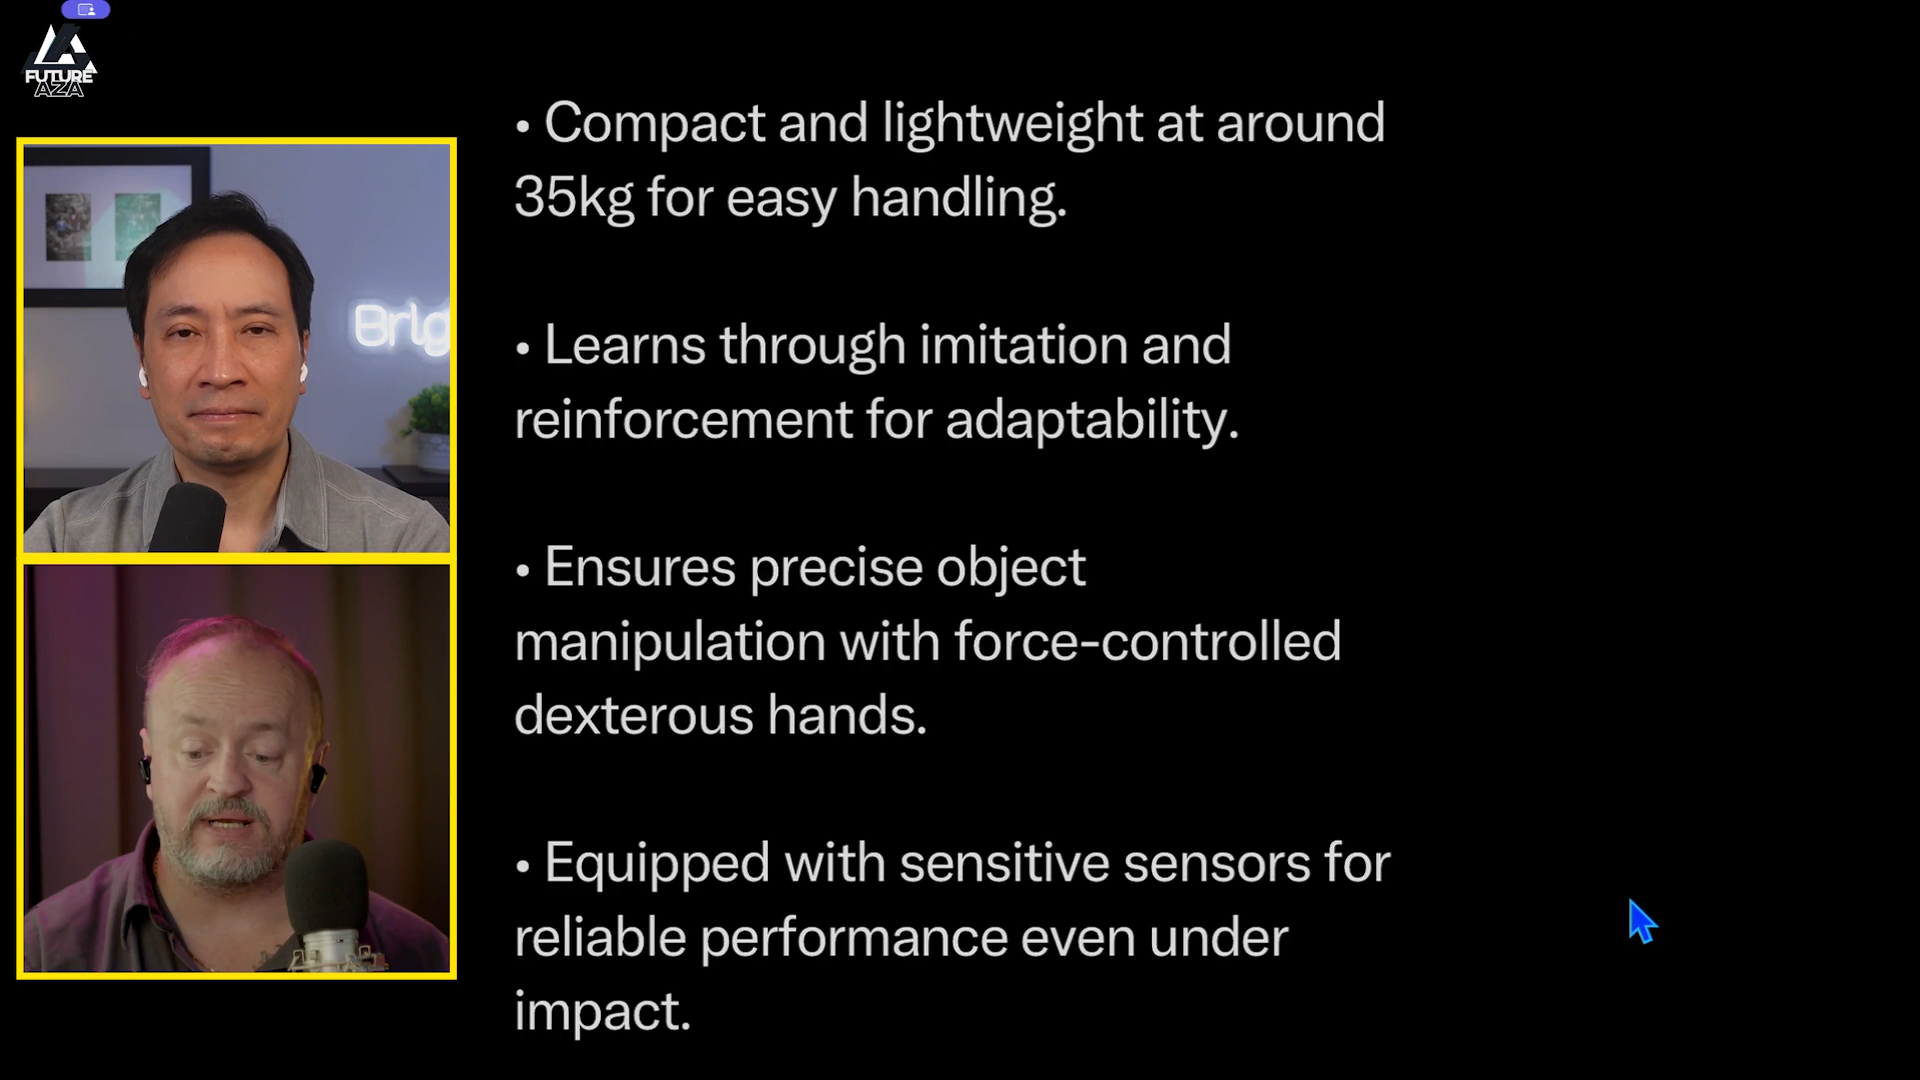 FUTURE
AZA
Brig
• Compact and lightweight at around
35kg for easy handling.
• Learns through imitation and
reinforcement for adaptability.
• Ensures precise object
manipulation with force-controlled
dexterous hands.
• Equipped with sensitive sensors for
reliable performance even under
impact.